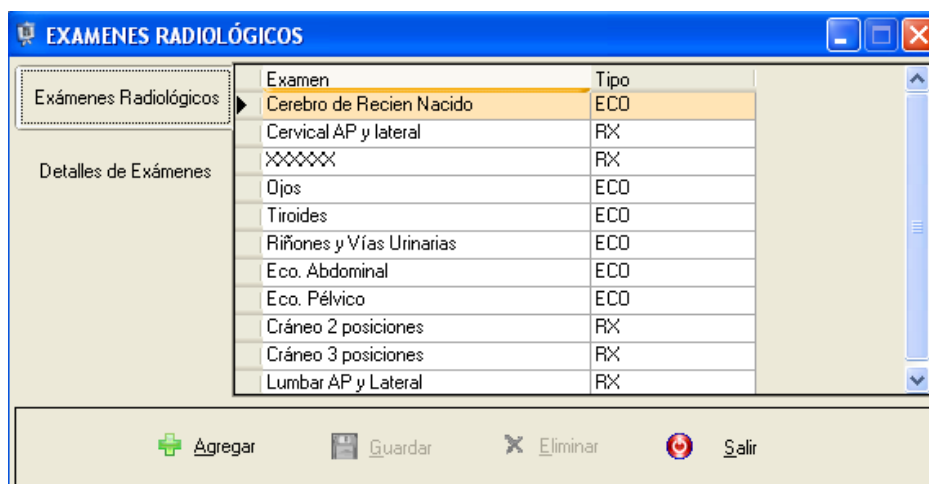 EXAMENES RADIOLÓGICOS
Exámenes Radiológicos
Detalles de Exámenes
Examen Tipo
Cerebro de Recien Nacido ECO
Cervical AP y lateral RX
XXXXXX RX
Ojos ECO
Tiroides ECO
Riñones y Vías Urinarias ECO
Eco. Abdominal ECO
Eco. Pélvico ECO
Cráneo 2 posiciones RX
Cráneo 3 posiciones RX
Lumbar AP y Lateral RX
Agregar Guardar Eliminar Salir